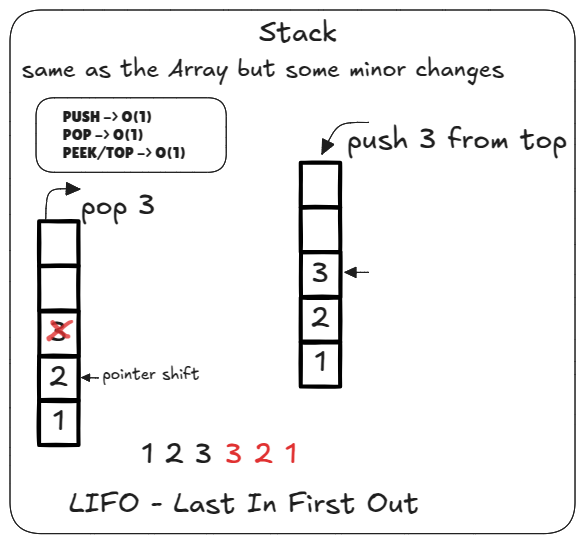 Stack
same as the Array but some minor changes
PUSH -> O(1)
POP -> O(1)
PEEK/TOP -> O(1)
push 3 from top
pop 3
3
2
1
3
2
pointer shift
1
1 2 3 3 2 1
LIFO - Last In First Out